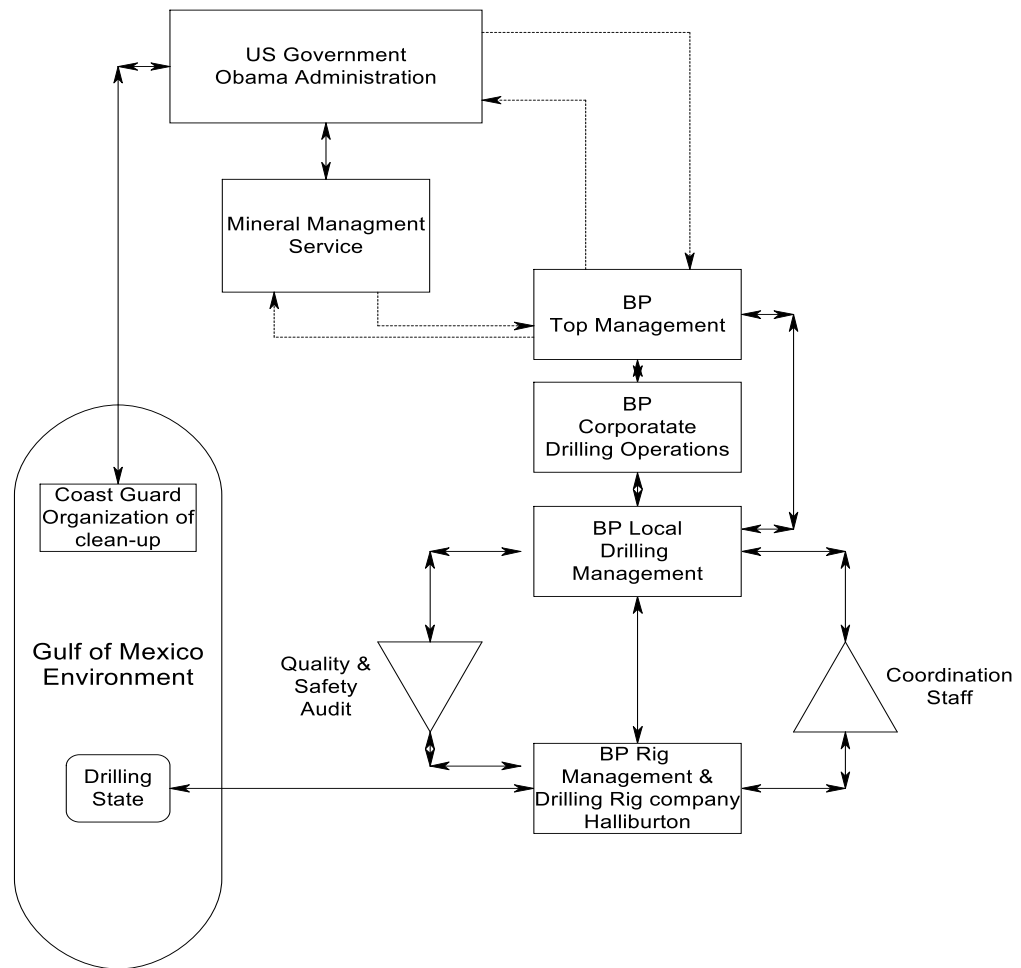 US Government
Obama Administration
Mineral Managment
Service
BP
Top Management
BP
Corporatate
Drilling Operations
Coast Guard
Organization of
clean-up
BP Local
Drilling
Management
Gulf of Mexico
Environment
Quality &
Safety
Audit
Coordination
Staff
Drilling
State
BP Rig
Management &
Drilling Rig company
Halliburton